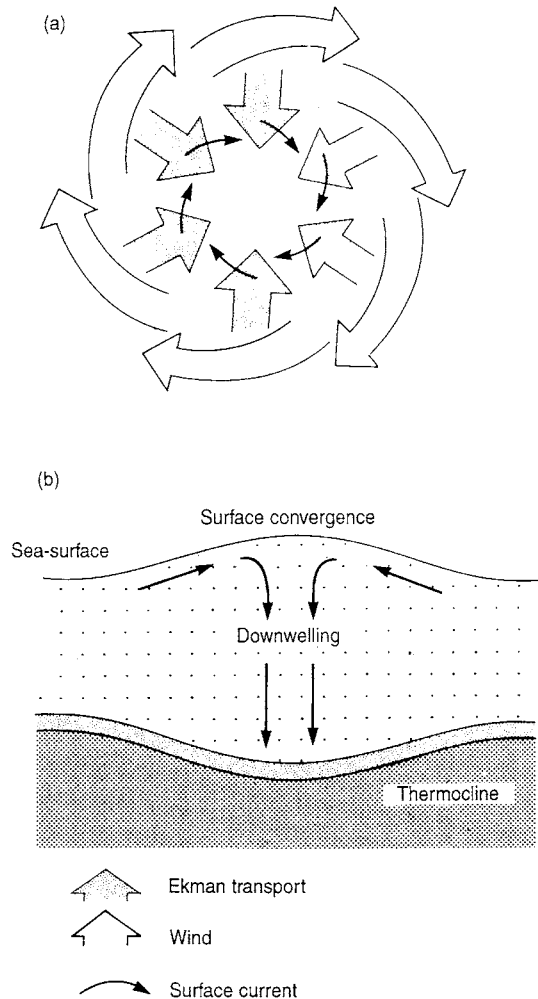 (a)
(b)
Surface convergence
Sea-surface
Downwelling
Thermocline
Ekman transport
Wind
Surface current